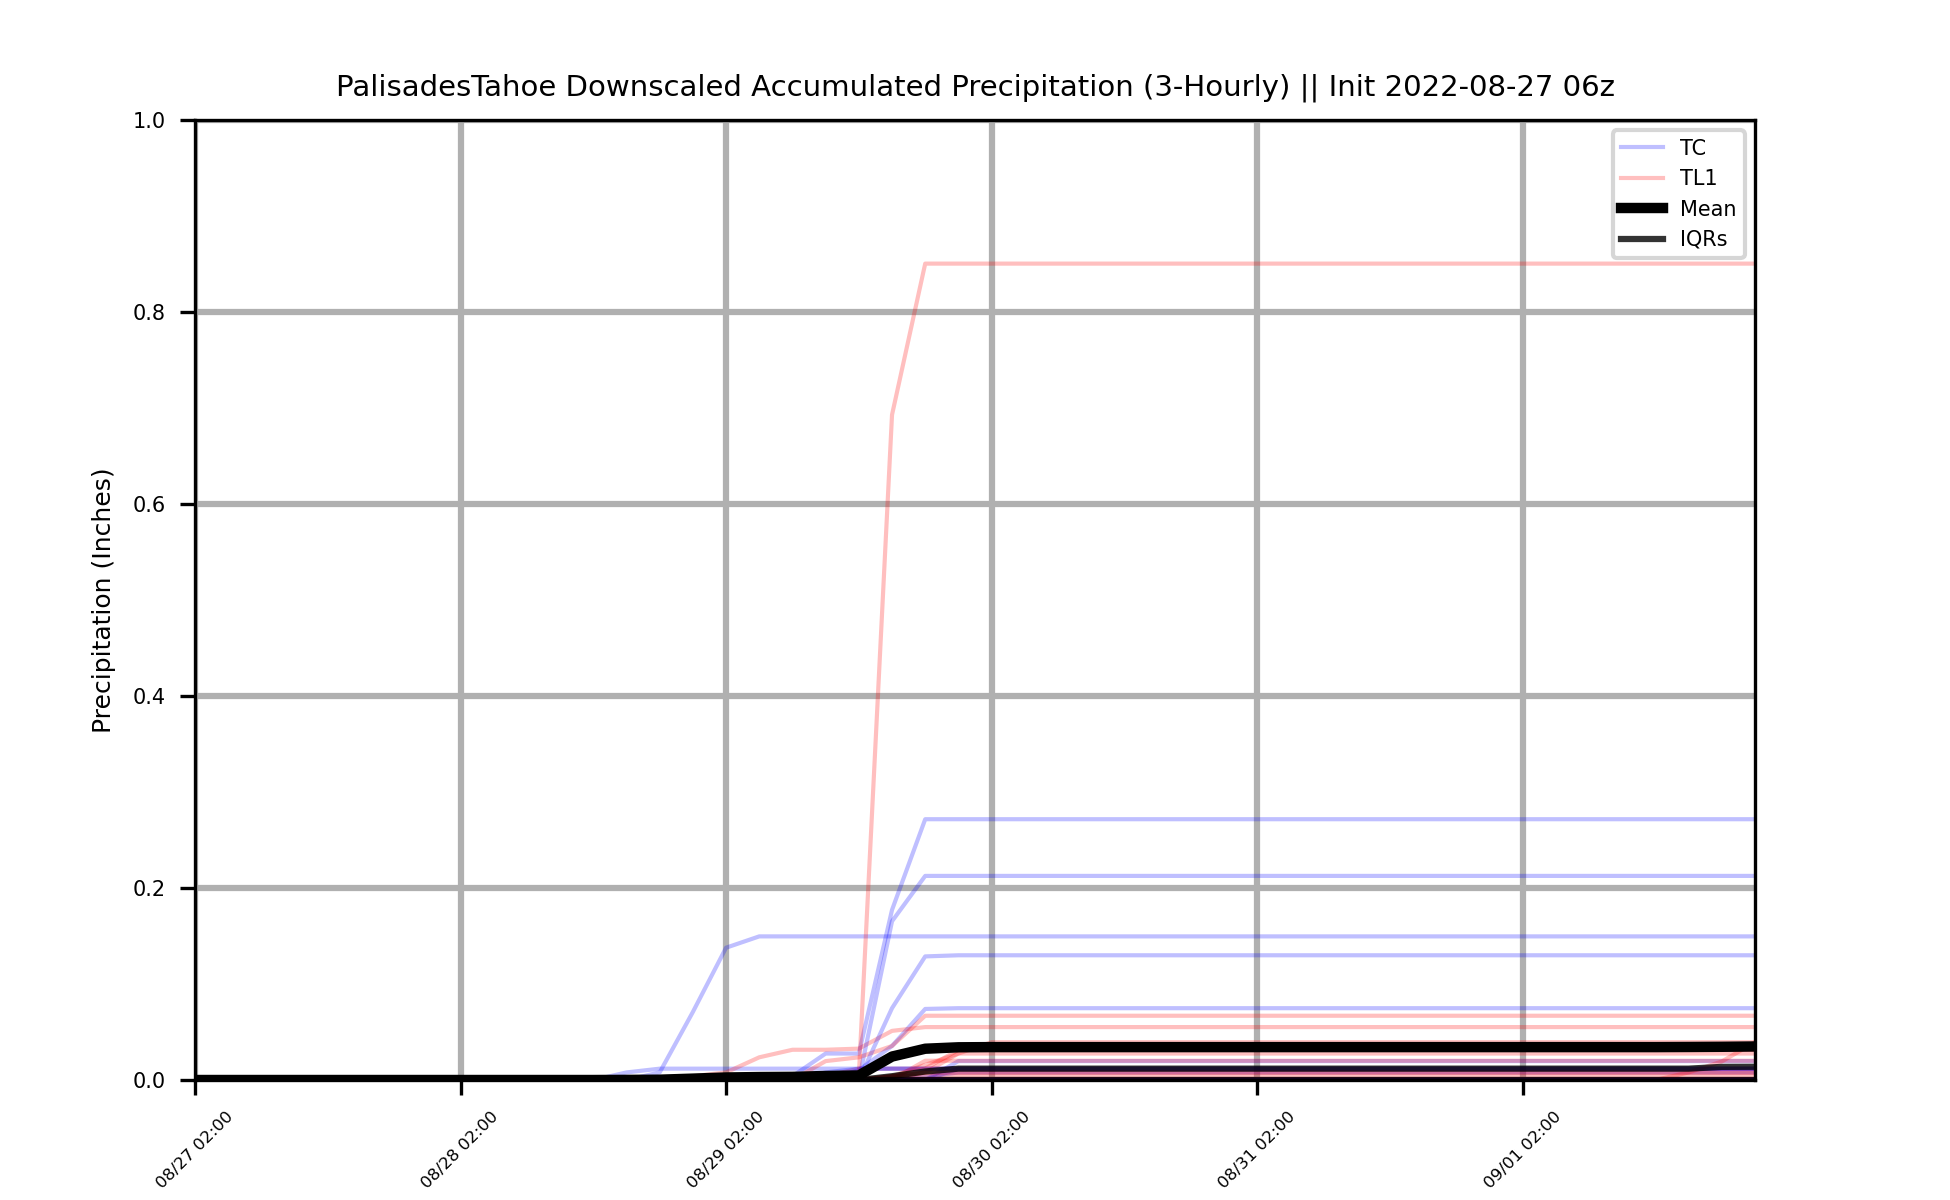 PalisadesTahoe Downscaled Accumulated Precipitation (3-Hourly) || Init 2022-08-27 06z
TC
TL1
Mean
IQRs
Precipitation (Inches)
1.0
0.8
0.6
0.4
0.2
0.0
08/27 02:00
08/28 02:00
08/29 02:00
08/30 02:00
08/31 02:00
09/01 02:00